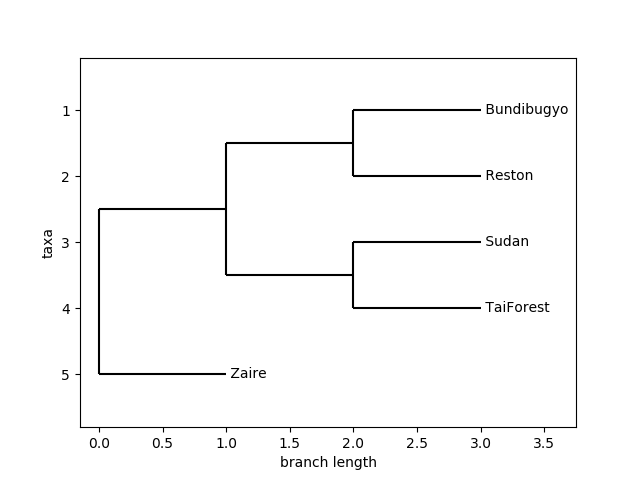 1
Bundibugyo
2
Reston
3
Sudan
4
TaiForest
5
Zaire
taxa
0.0 0.5 1.0 1.5 2.0 2.5 3.0 3.5
branch length